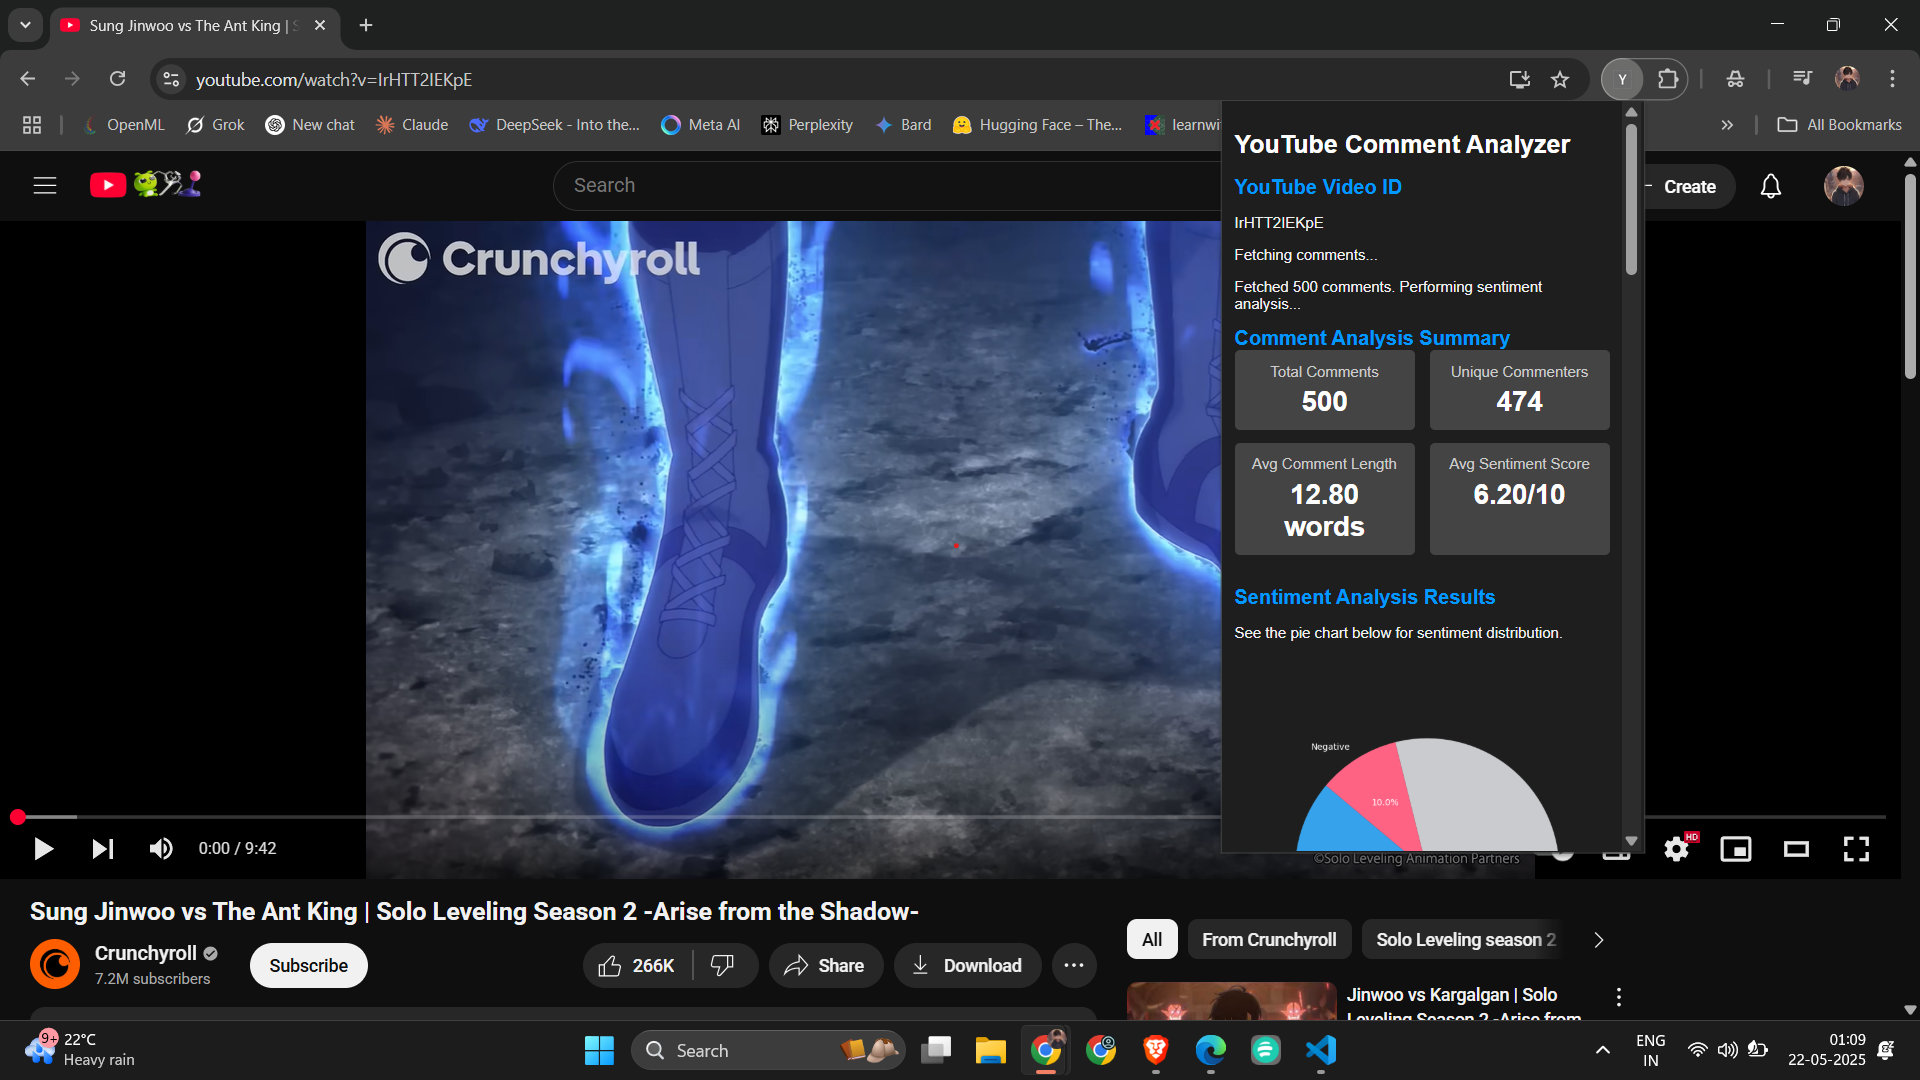 Sung Jinwoo vs The Ant King | S
youtube.com/watch?v=IrHTT2IEKpE
Y
OpenML
Grok
New chat
Claude
DeepSeek - Into the...
Meta AI
Perplexity
Bard
Hugging Face – The...
learnwi
All Bookmarks
Search
Create
Crunchyroll
YouTube Comment Analyzer
YouTube Video ID
IrHTT2IEKpE
Fetching comments...
Fetched 500 comments. Performing sentiment
analysis...
Comment Analysis Summary
Total Comments
500
Unique Commenters
474
Avg Comment Length
12.80
words
Avg Sentiment Score
6.20/10
Sentiment Analysis Results
See the pie chart below for sentiment distribution.
Negative
10.0%
©Solo Leveling Animation Partners
0:00 / 9:42
HD
Sung Jinwoo vs The Ant King | Solo Leveling Season 2 -Arise from the Shadow-
Crunchyroll
7.2M subscribers
Subscribe
266K
Share
Download
All
From Crunchyroll
Solo Leveling season 2
Jinwoo vs Kargalgan | Solo
Leveling Season 2 -Arise from
9+
22°C
Heavy rain
Search
ENG
IN
01:09
22-05-2025